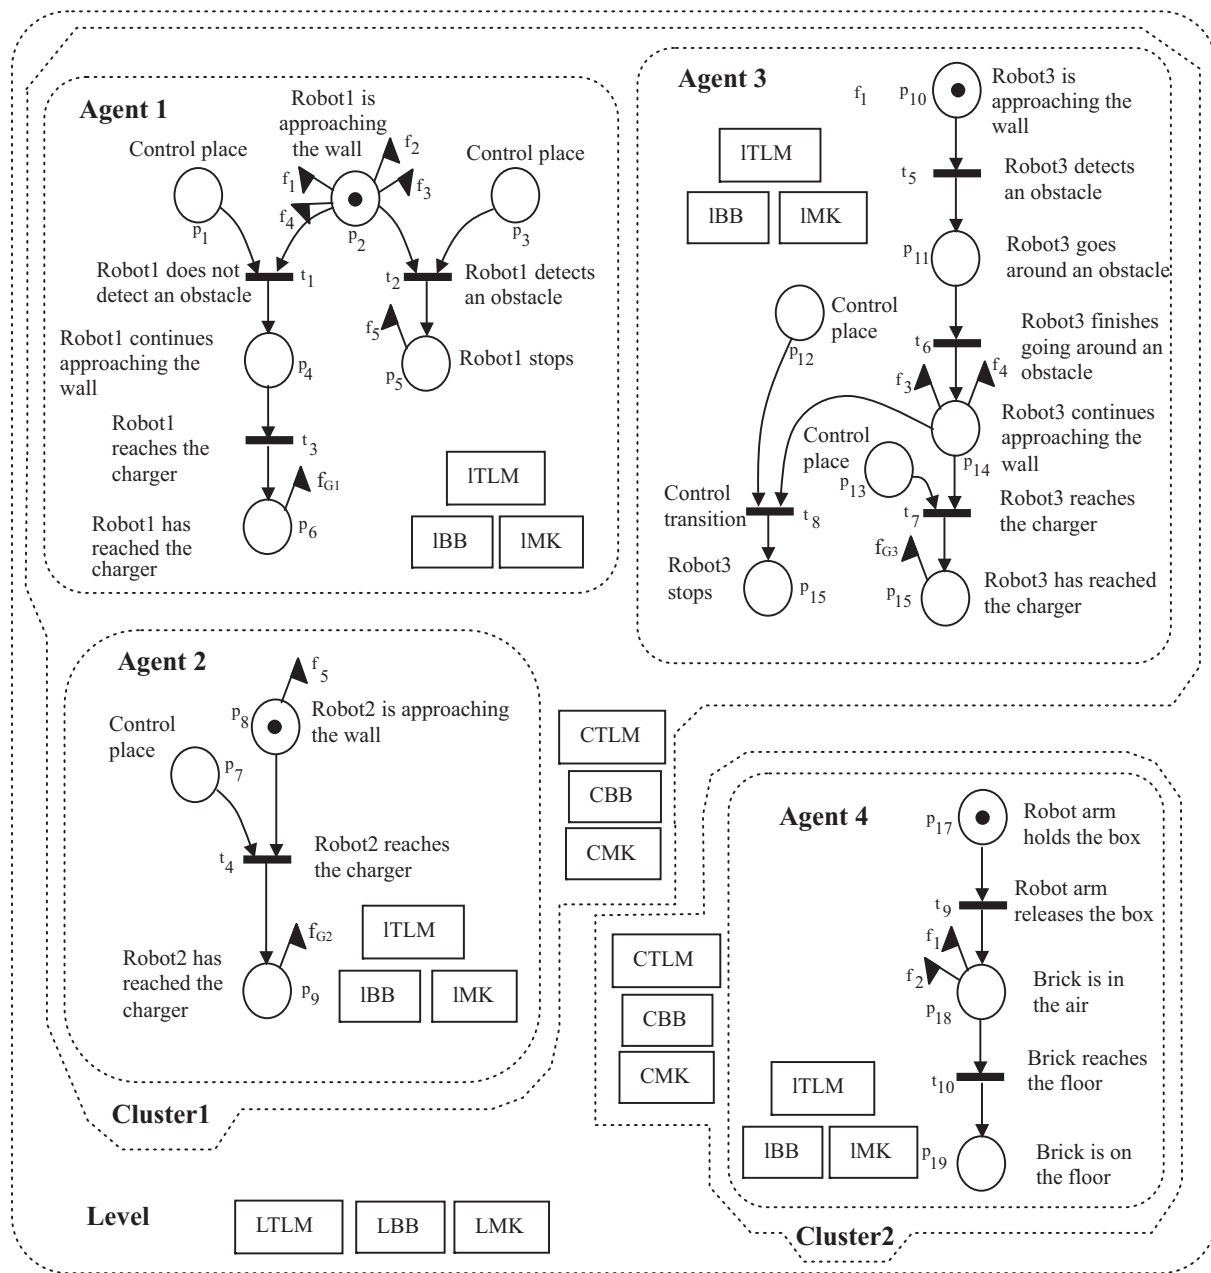 Agent 1
Robot1 is
approaching
the wall
Control place
Control place
f1
f2
f3
f4
p1
p2
p3
Robot1 does not
detect an obstacle
t1
t2
Robot1 detects
an obstacle
Robot1 continues
approaching the
wall
p4
f5
p5
Robot1 stops
Robot1
reaches the
charger
t3
fG1
Robot1 has
reached the
charger
p6
lTLM
lBB
lMK
Agent 3
f1
p10
Robot3 is
approaching the
wall
lTLM
lBB
lMK
t5
Robot3 detects
an obstacle
p11
Robot3 goes
around an obstacle
Control
place
p12
t6
Robot3 finishes
going around an
obstacle
f3
f4
Robot3 continues
approaching the
wall
p14
Control
place
p13
Control
transition
t8
t7
Robot3 reaches
the charger
Robot3
stops
p15
fG3
p15
Robot3 has reached
the charger
Agent 2
f5
p8
Robot2 is approaching
the wall
Control
place
p7
t4
Robot2 reaches
the charger
Robot2 has
reached the
charger
fG2
p9
lTLM
lBB
lMK
Cluster1
CTLM
CBB
CMK
Agent 4
p17
Robot arm
holds the box
t9
Robot arm
releases the box
f1
f2
p18
Brick is in
the air
t10
Brick reaches
the floor
p19
Brick is on
the floor
lTLM
lBB
lMK
CTLM
CBB
CMK
Cluster2
Level
LTLM
LBB
LMK